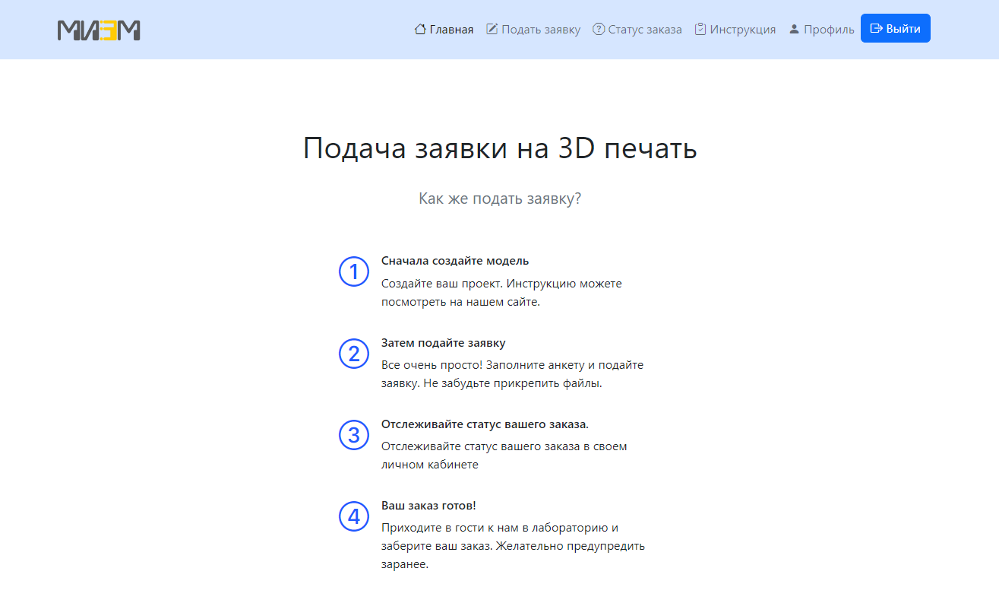 МИЭМ
Главная
Подать заявку
Статус заказа
Инструкция
Профиль
Выйти
Подача заявки на 3D печать
Как же подать заявку?
1
Сначала создайте модель
Создайте ваш проект. Инструкцию можете
посмотреть на нашем сайте.
2
Затем подайте заявку
Все очень просто! Заполните анкету и подайте
заявку. Не забудьте прикрепить файлы.
3
Отслеживайте статус вашего заказа.
Отслеживайте статус вашего заказа в своем
личном кабинете
4
Ваш заказ готов!
Приходите в гости к нам в лабораторию и
заберите ваш заказ. Желательно предупредить
заранее.